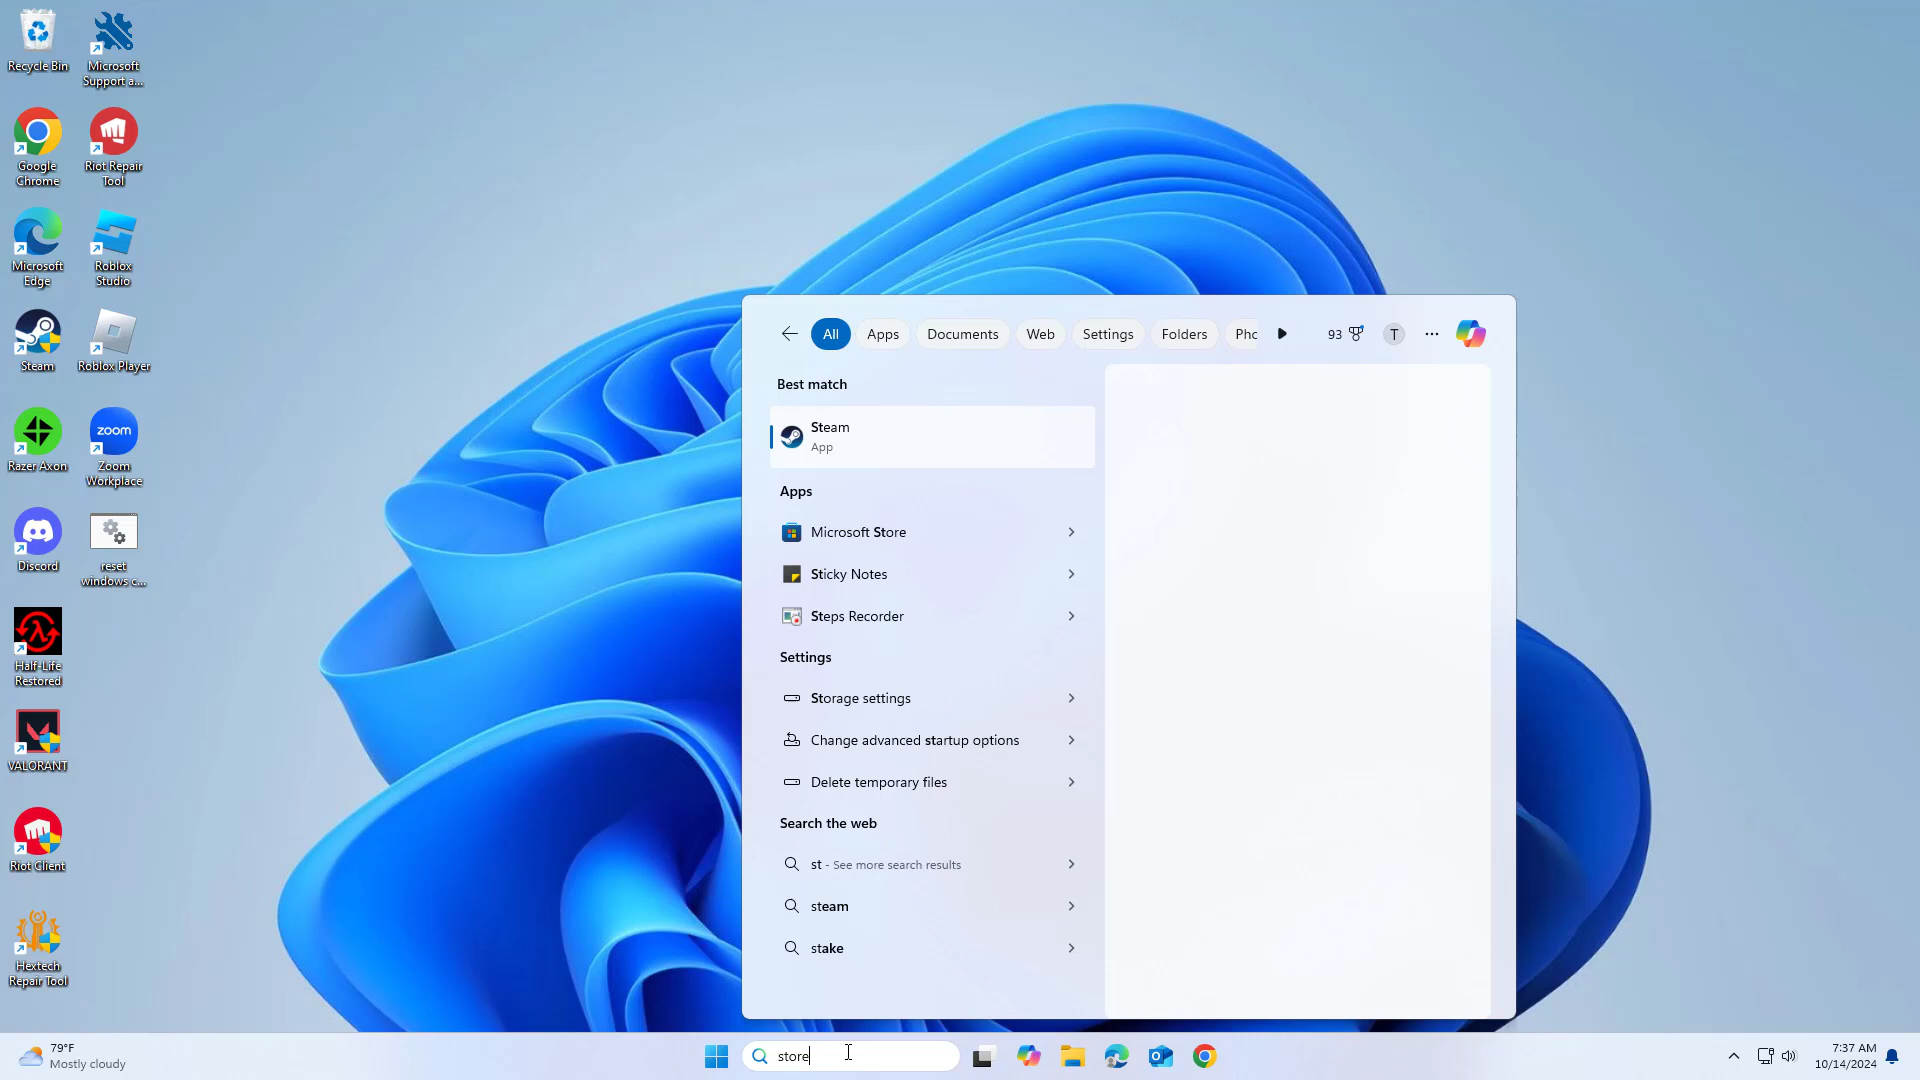 Recycle Bin
Microsoft
Support a...
Google
Chrome
Riot Repair
Tool
Microsoft
Edge
Roblox
Studio
Steam
Roblox Player
Razer Axon
zoom
Zoom
Workplace
Discord
reset
windows c...
Half-Life
Restored
VALORANT
Riot Client
Hextech
Repair Tool
All
Apps
Documents
Web
Settings
Folders
Pho
93
T
Best match
Steam
App
Apps
Microsoft Store
Sticky Notes
Steps Recorder
Settings
Storage settings
Change advanced startup options
Delete temporary files
Search the web
st - See more search results
steam
stake
79°F
Mostly cloudy
store
7:37 AM
10/14/2024